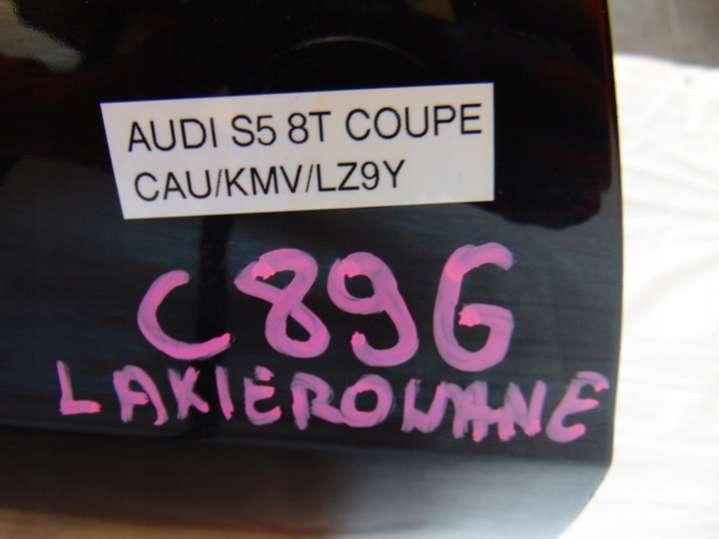 AUDI S5 8T COUPE
CAU/KMV/LZ9Y
C89G
LAKIEROWANE